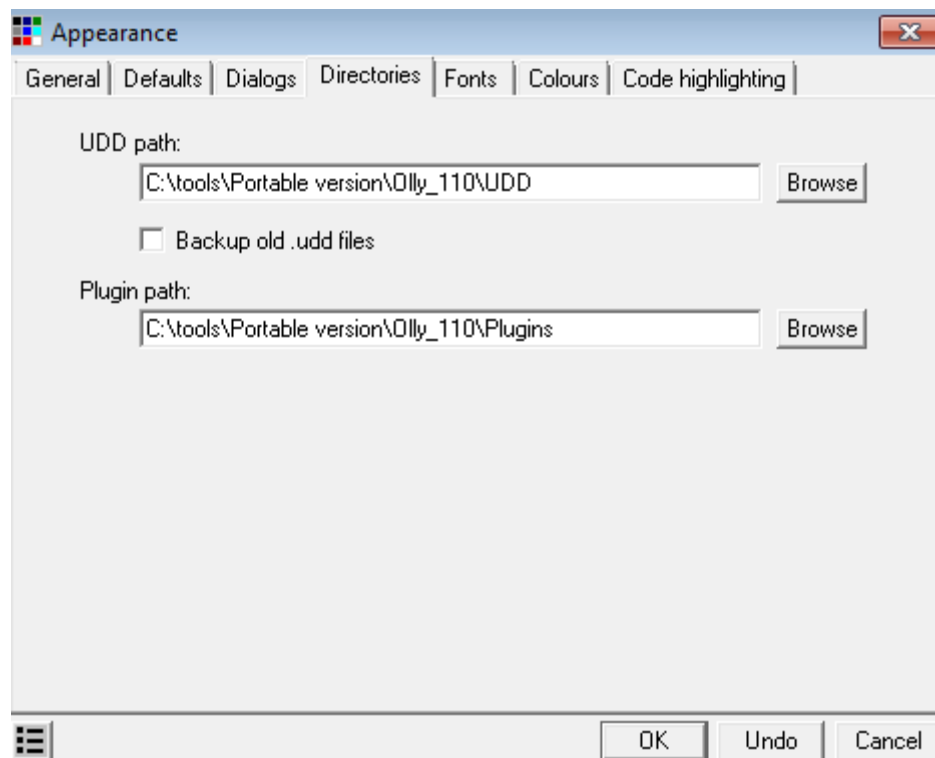 Appearance
General Defaults Dialogs Directories Fonts Colours Code highlighting
UDD path:
C:\tools\Portable version\Olly_110\UDD Browse
Backup old .udd files
Plugin path:
C:\tools\Portable version\Olly_110\Plugins Browse
OK Undo Cancel